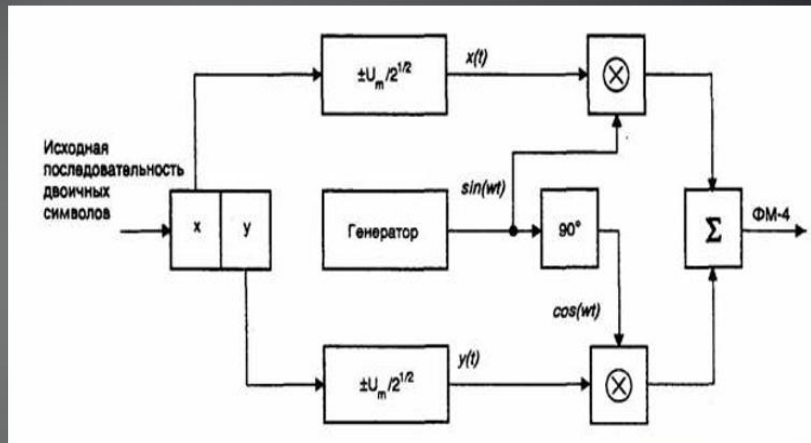 ±Uₘ/2^1/2
x(t)
⊗
Исходная
последовательность
двоичных
символов
x
y
Генератор
sin(wt)
90°
Σ
ФМ-4
cos(wt)
±Uₘ/2^1/2
y(t)
⊗